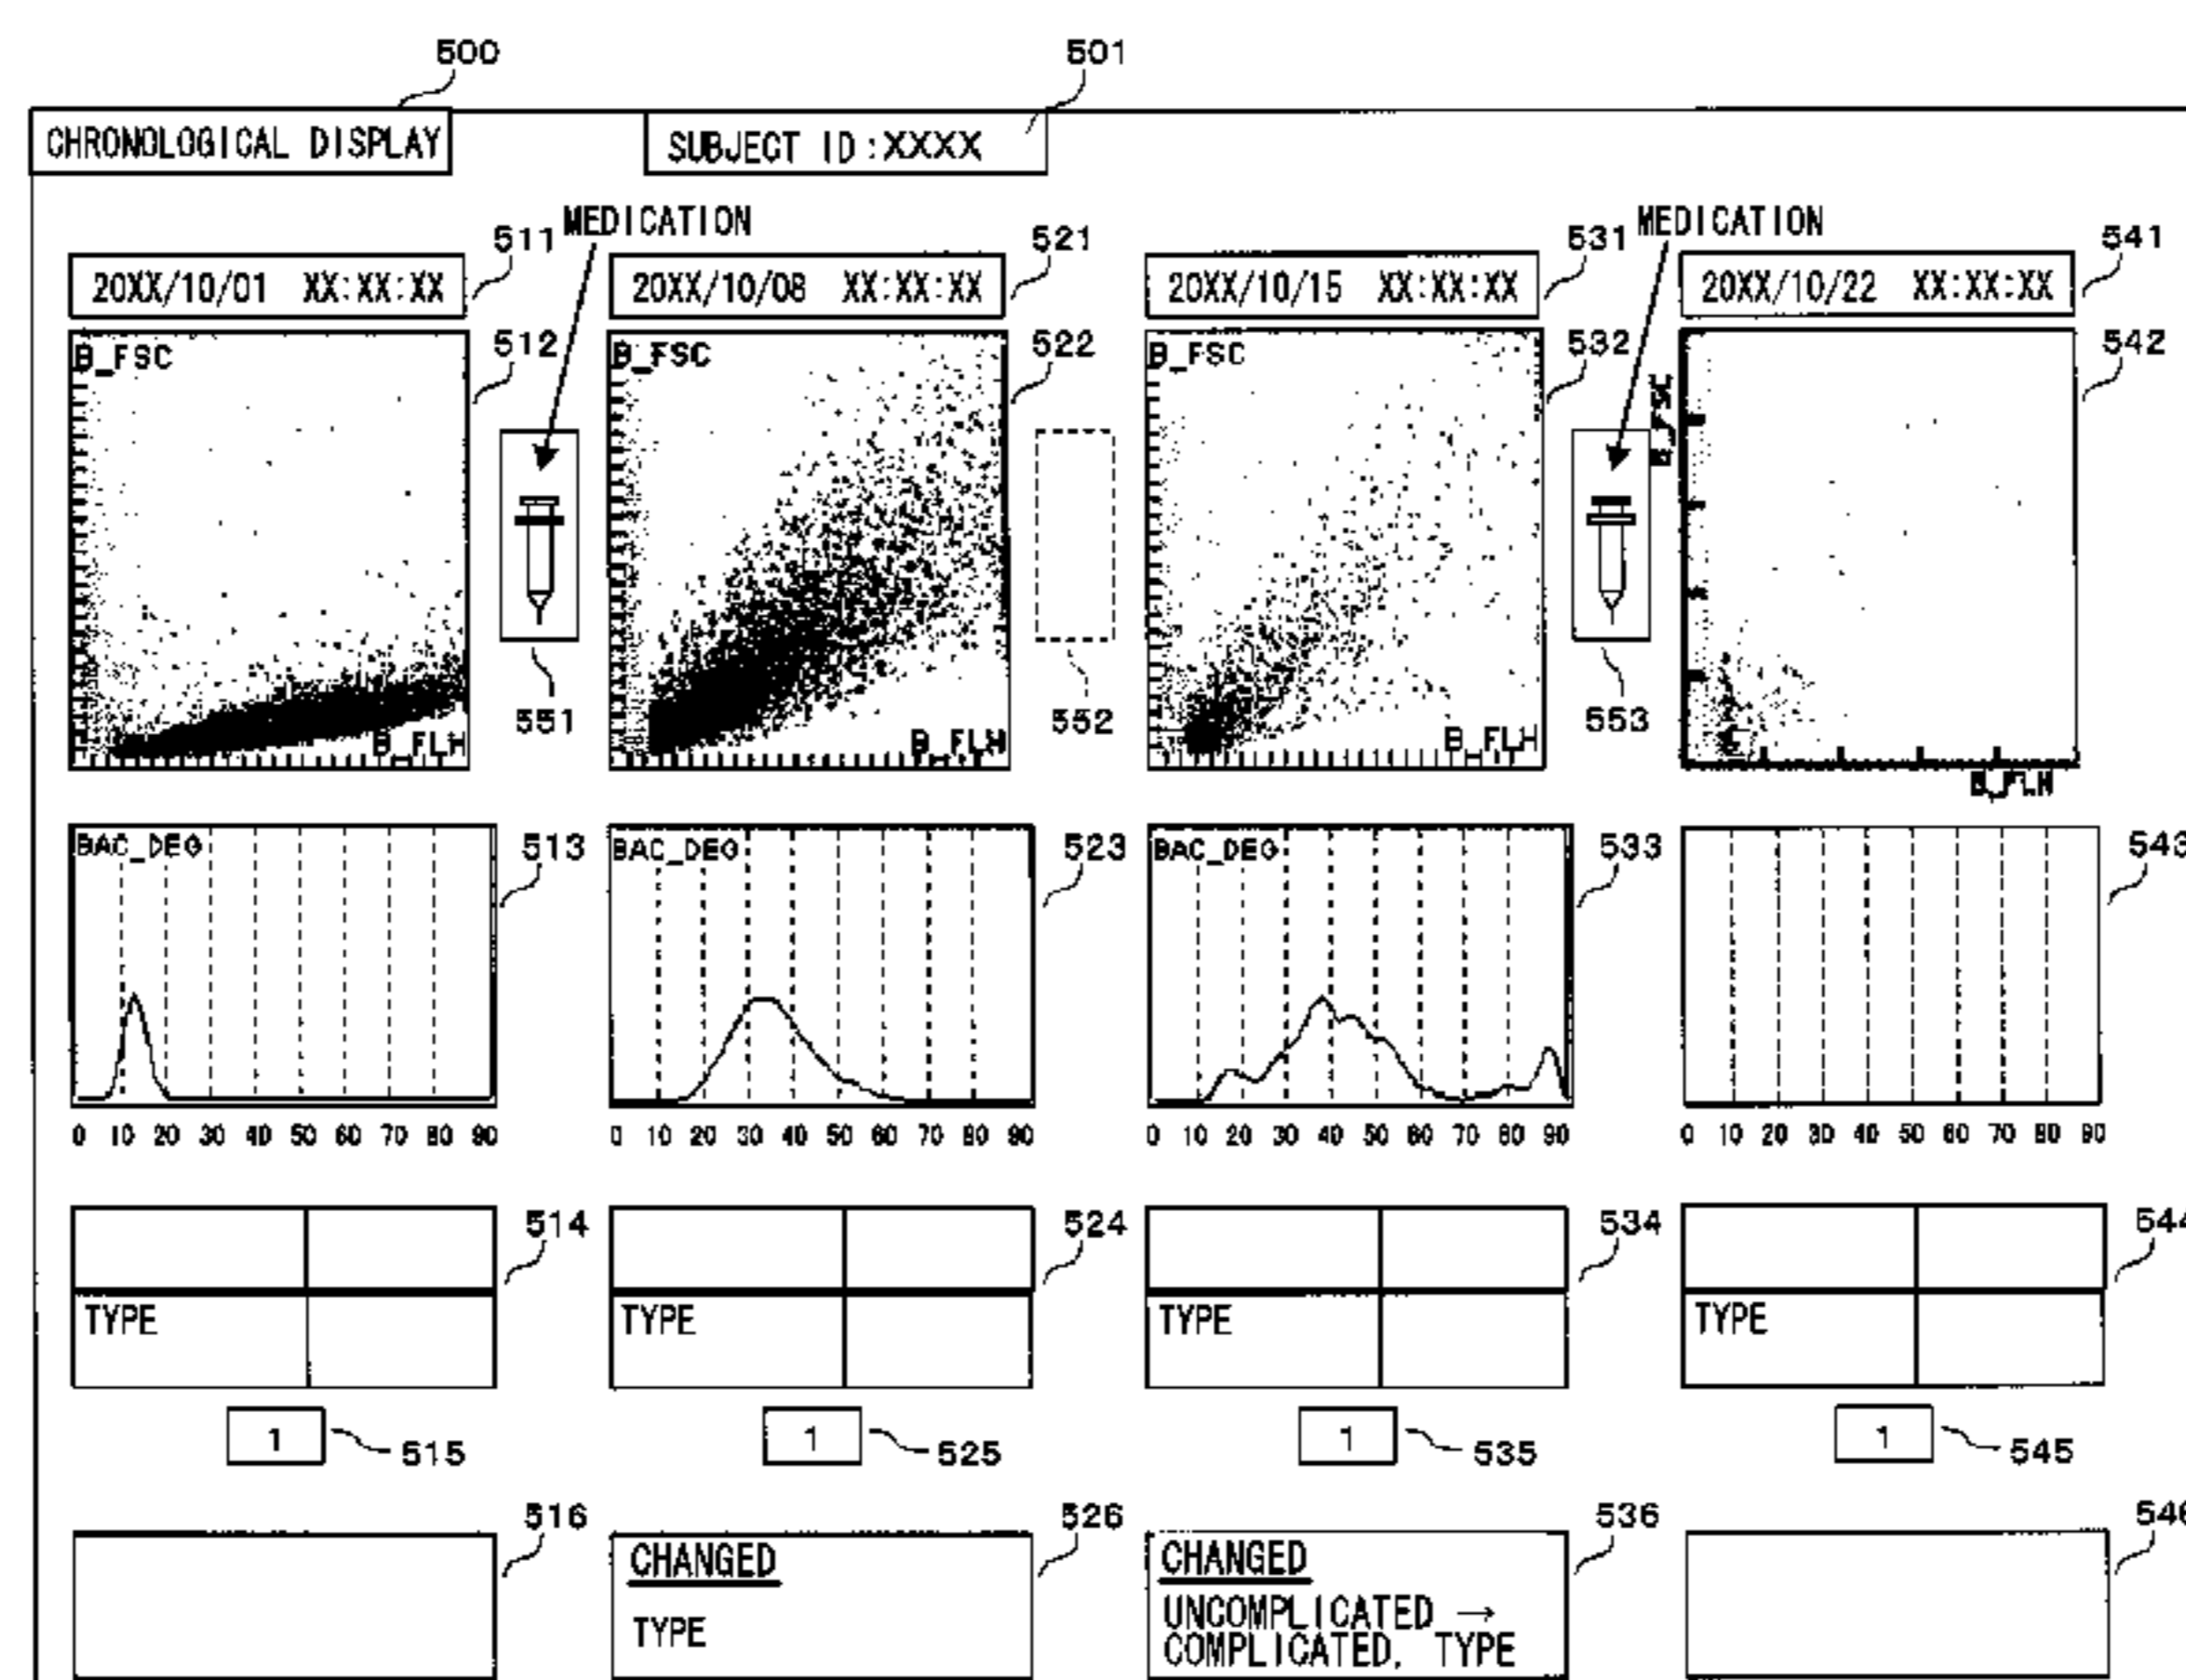 500
501
CHRONOLOGICAL DISPLAY
SUBJECT ID:XXXX
MEDICATION
MEDICATION
511
521
531
541
20XX/10/01 XX:XX:XX
20XX/10/08 XX:XX:XX
20XX/10/15 XX:XX:XX
20XX/10/22 XX:XX:XX
B_FSC
512
B_FSC
522
B_FSC
532
B_FSC
542
B_FLH
551
B_FLH
552
B_FLH
553
B_FLH
BAC_DEG
513
BAC_DEG
523
BAC_DEG
533
543
0 10 20 30 40 50 60 70 80 90
0 10 20 30 40 50 60 70 80 90
0 10 20 30 40 50 60 70 80 90
0 10 20 30 40 50 60 70 80 90
514
524
534
544
TYPE
TYPE
TYPE
TYPE
1
515
1
525
1
535
1
545
516
526
536
546
CHANGED
TYPE
CHANGED
UNCOMPLICATED →
COMPLICATED, TYPE